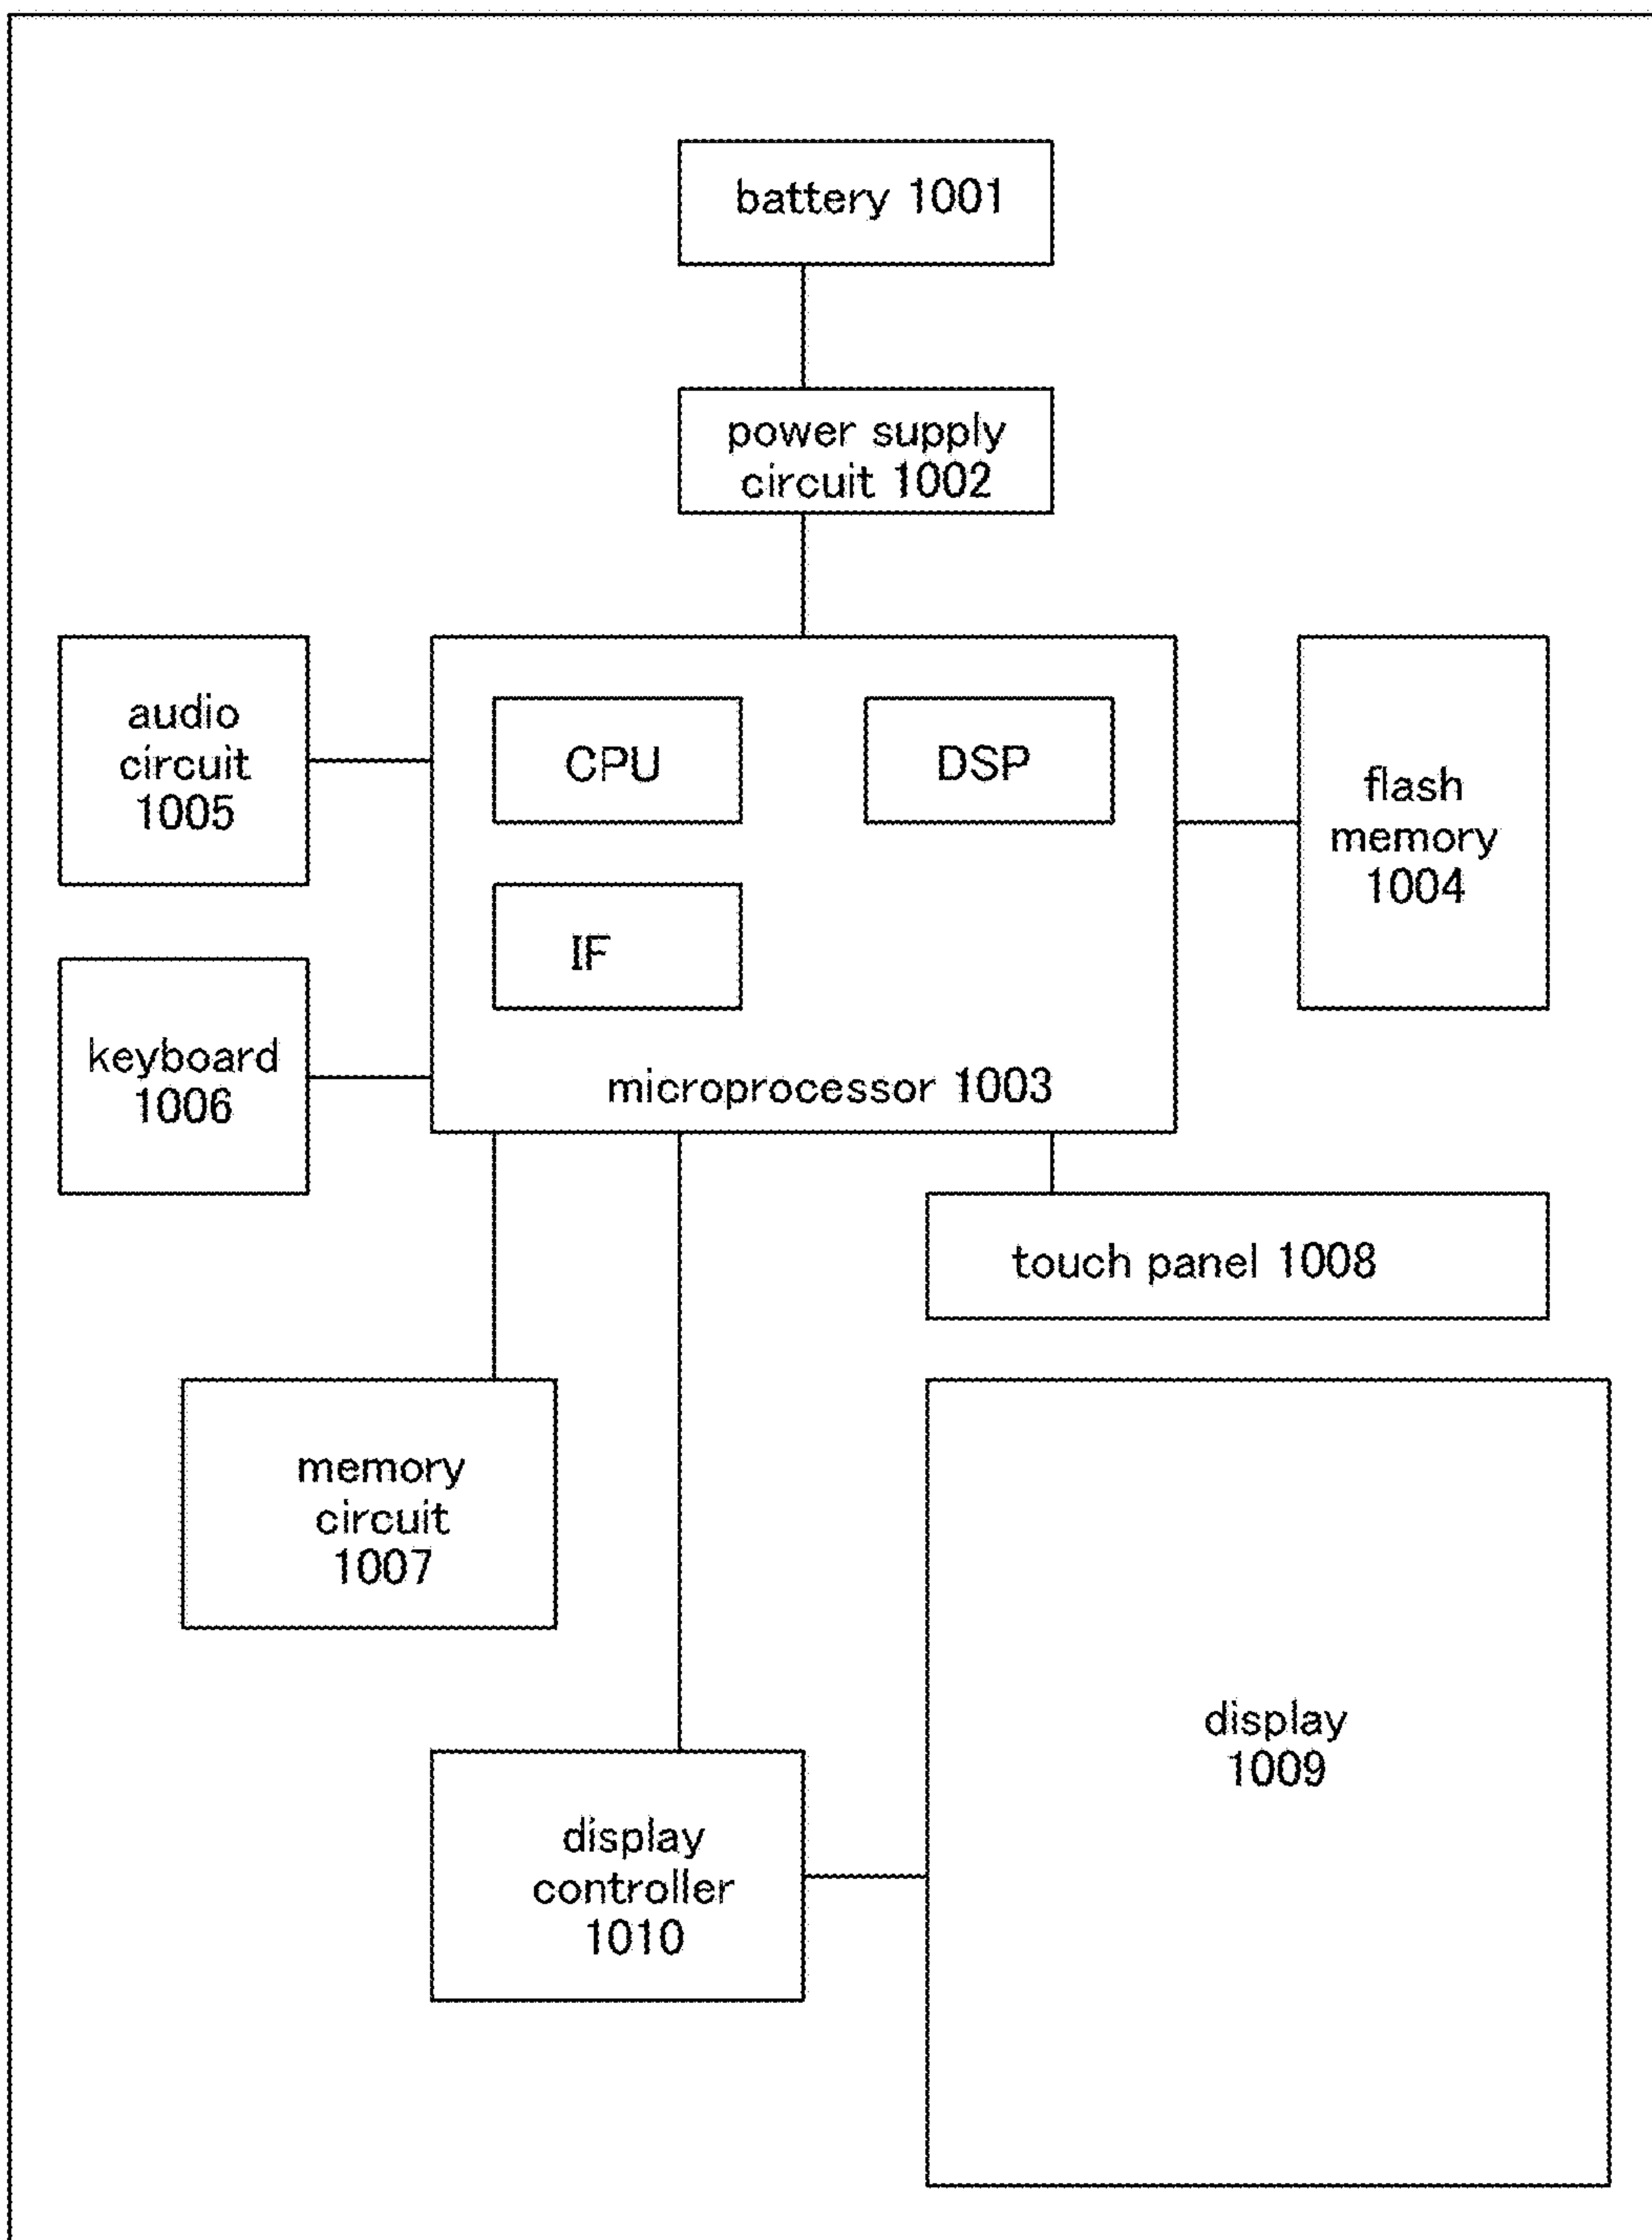 battery 1001
power supply
circuit 1002
audio
circuit
1005
CPU
DSP
flash
memory
1004
IF
keyboard
1006
microprocessor 1003
touch panel 1008
memory
circuit
1007
display
1009
display
controller
1010